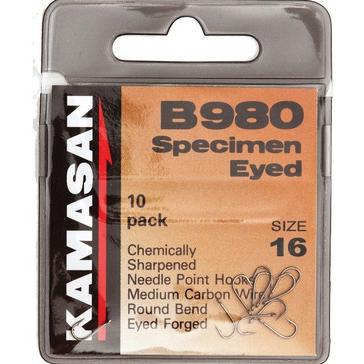 KAMASAN
B980
Specimen
Eyed
10
pack
SIZE
16
Chemically
Sharpened
Needle Point Hook
Medium Carbon Wire
Round Bend
Eyed Forged